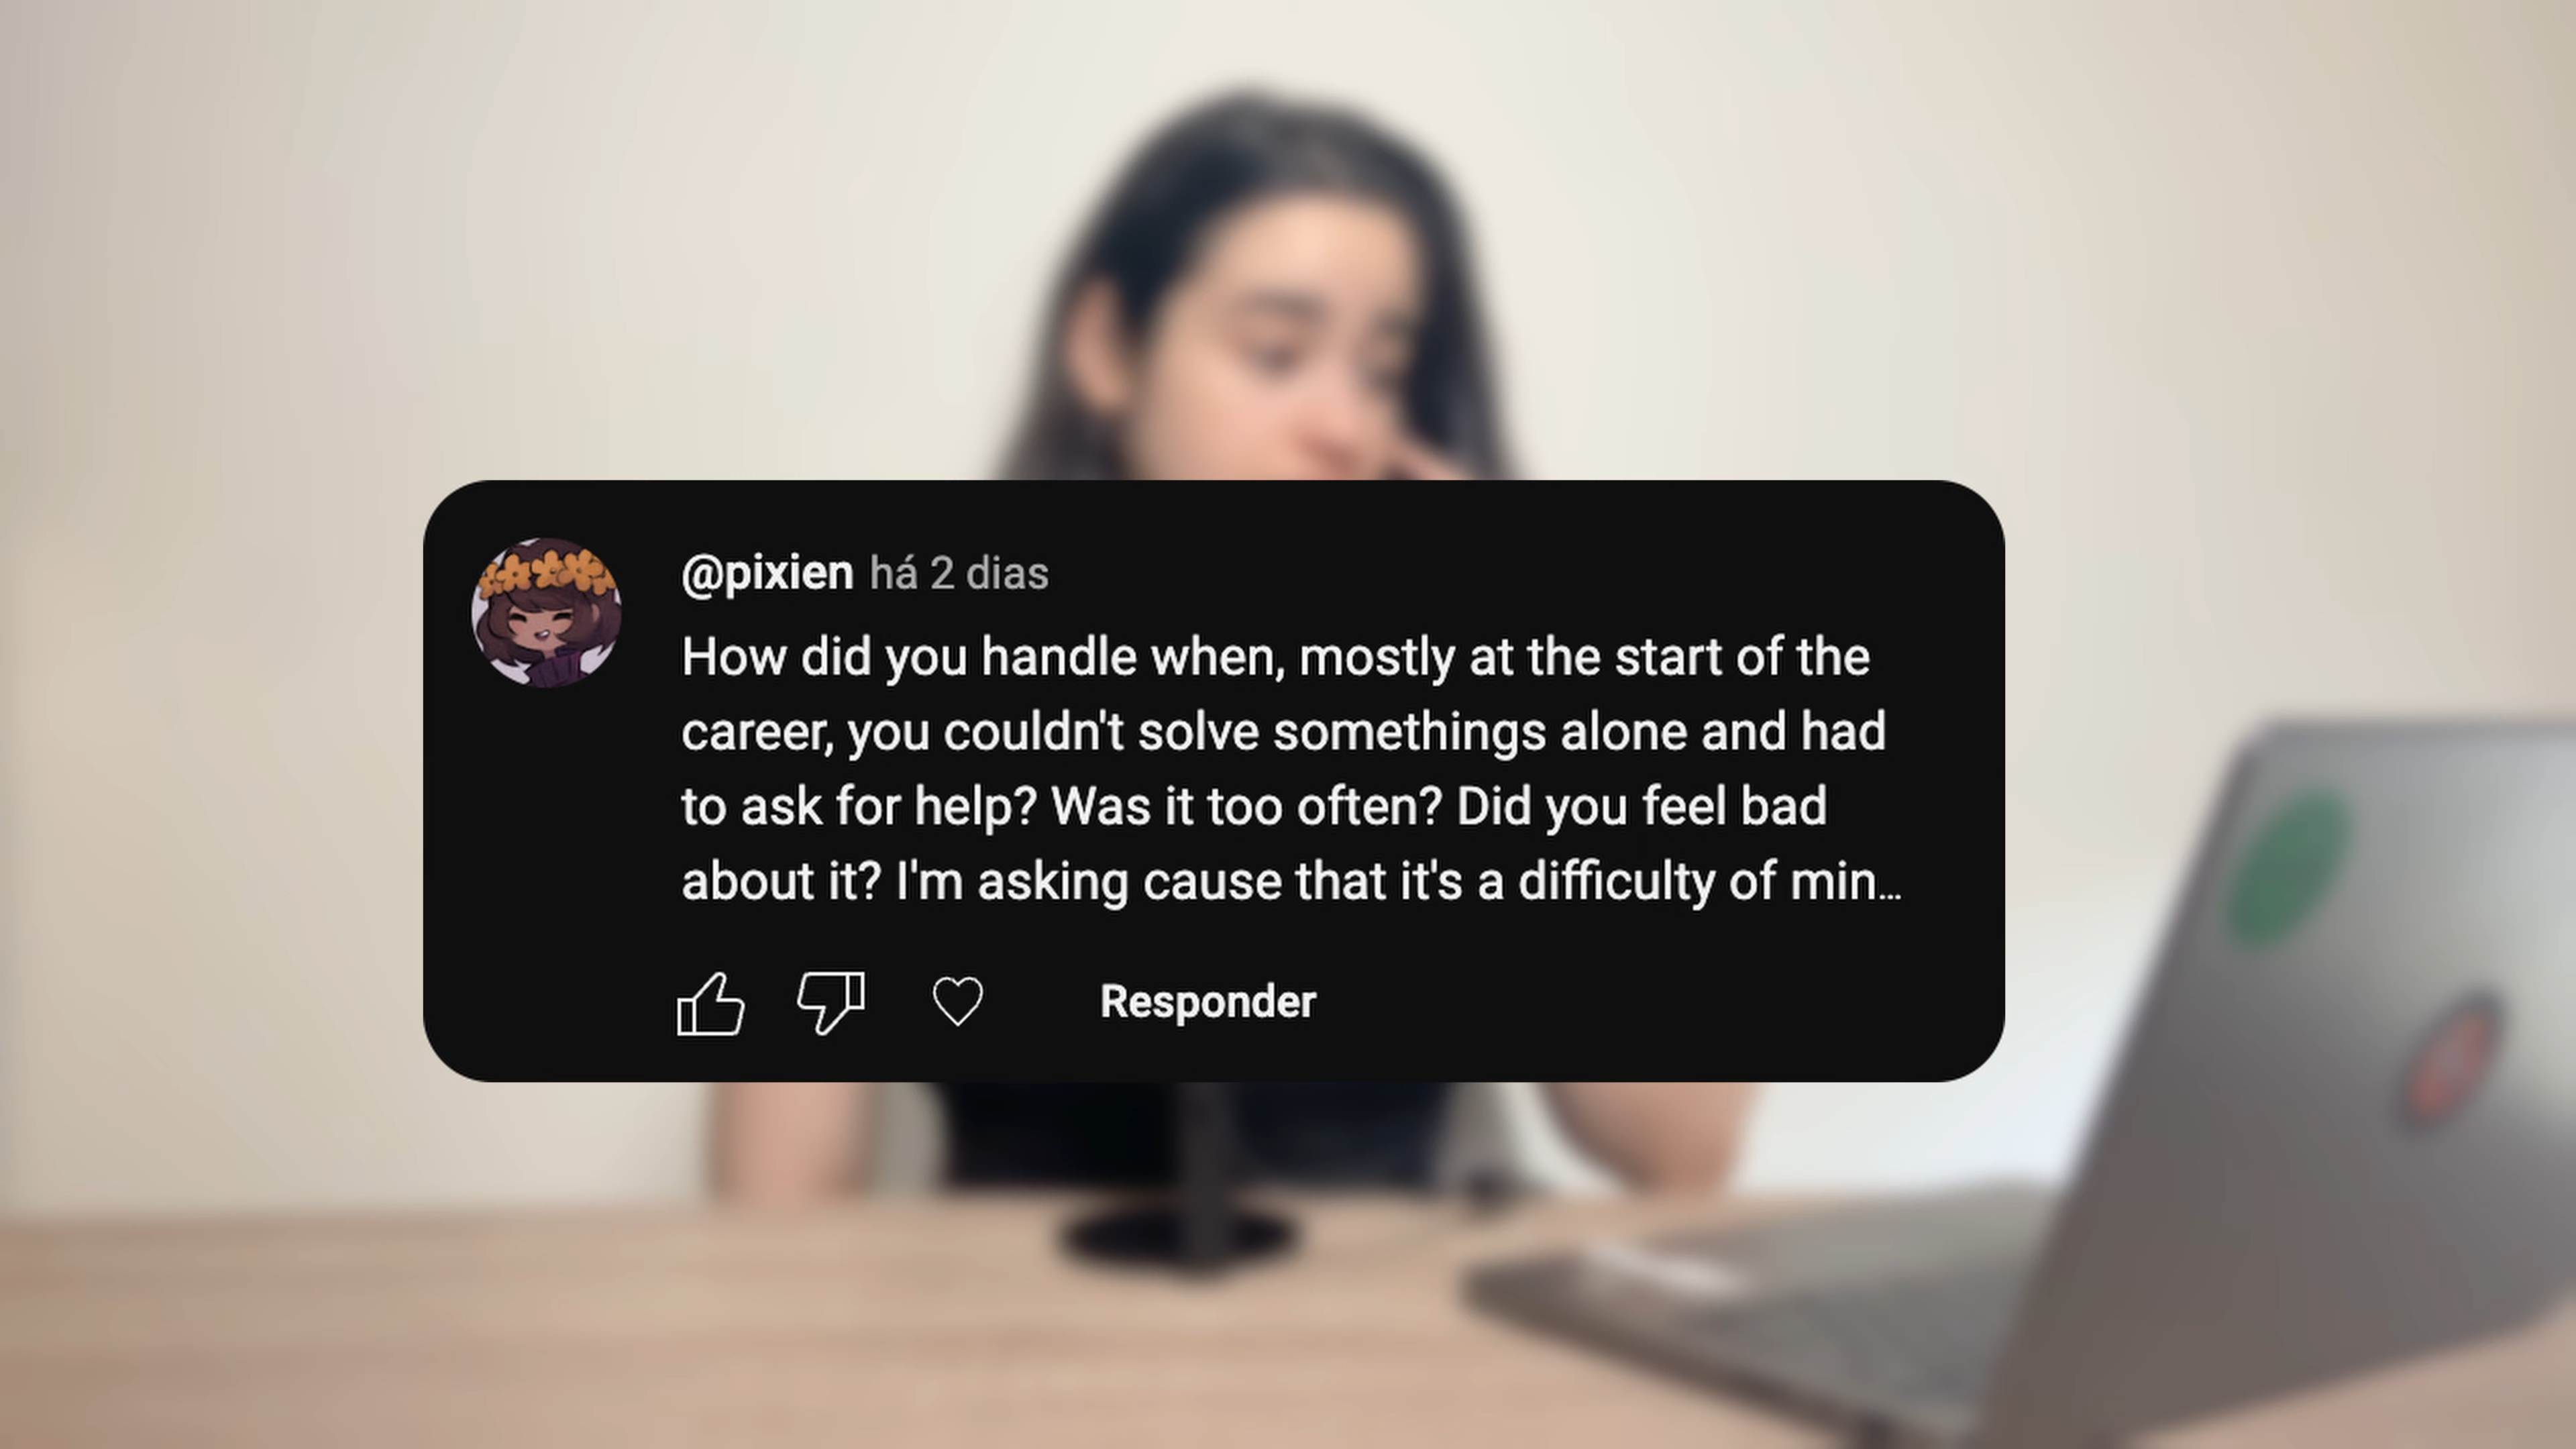 @pixien há 2 dias
How did you handle when, mostly at the start of the
career, you couldn't solve somethings alone and had
to ask for help? Was it too often? Did you feel bad
about it? I'm asking cause that it's a difficulty of min...
Responder